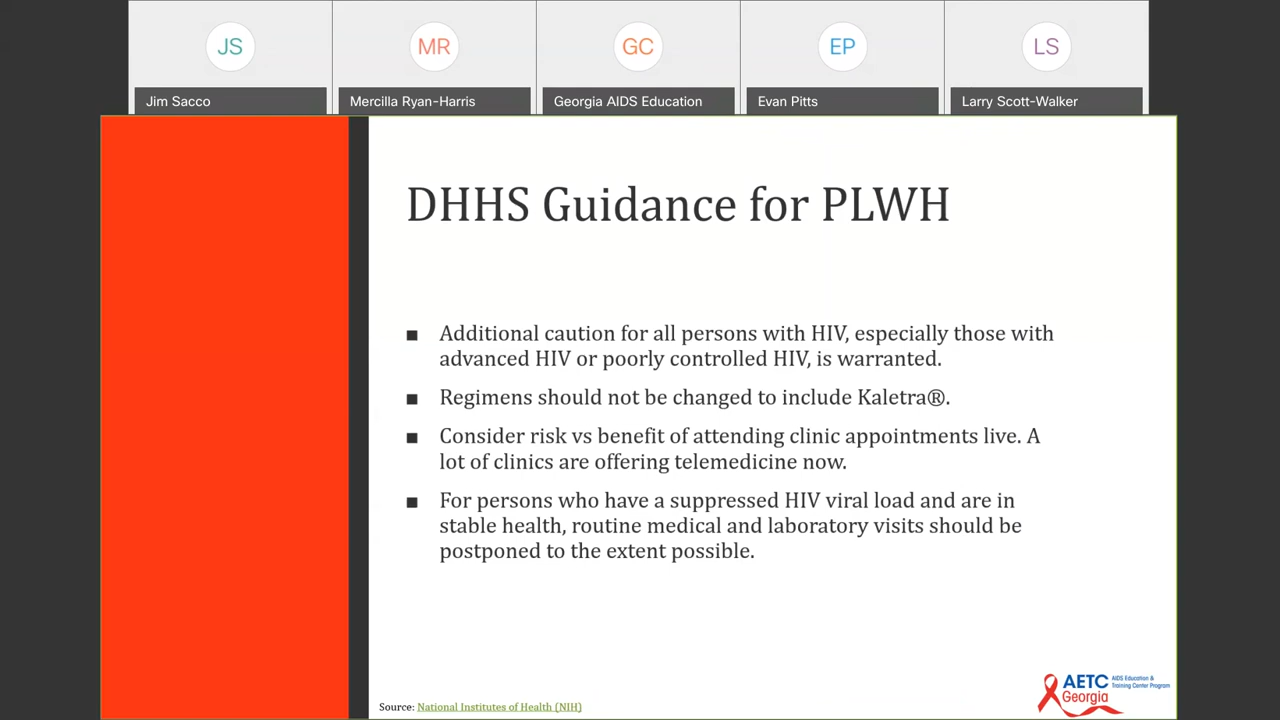 JS
MR
GC
EP
LS
Jim Sacco
Mercilla Ryan-Harris
Georgia AIDS Education
Evan Pitts
Larry Scott-Walker
DHHS Guidance for PLWH
■ Additional caution for all persons with HIV, especially those with
advanced HIV or poorly controlled HIV, is warranted.
■ Regimens should not be changed to include Kaletra®.
■ Consider risk vs benefit of attending clinic appointments live. A
lot of clinics are offering telemedicine now.
■ For persons who have a suppressed HIV viral load and are in
stable health, routine medical and laboratory visits should be
postponed to the extent possible.
Source: National Institutes of Health (NIH)
AETC AIDS Education &
Training Center Program
Georgia